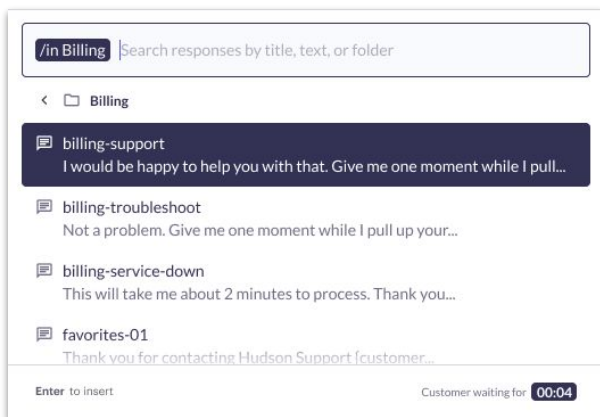 /in Billing Search responses by title, text, or folder
Billing
billing-support
I would be happy to help you with that. Give me one moment while I pull...
billing-troubleshoot
Not a problem. Give me one moment while I pull up your...
billing-service-down
This will take me about 2 minutes to process. Thank you...
favorites-01
Thank you for contacting Hudson Support [customer...
Enter to insert Customer waiting for 00:04